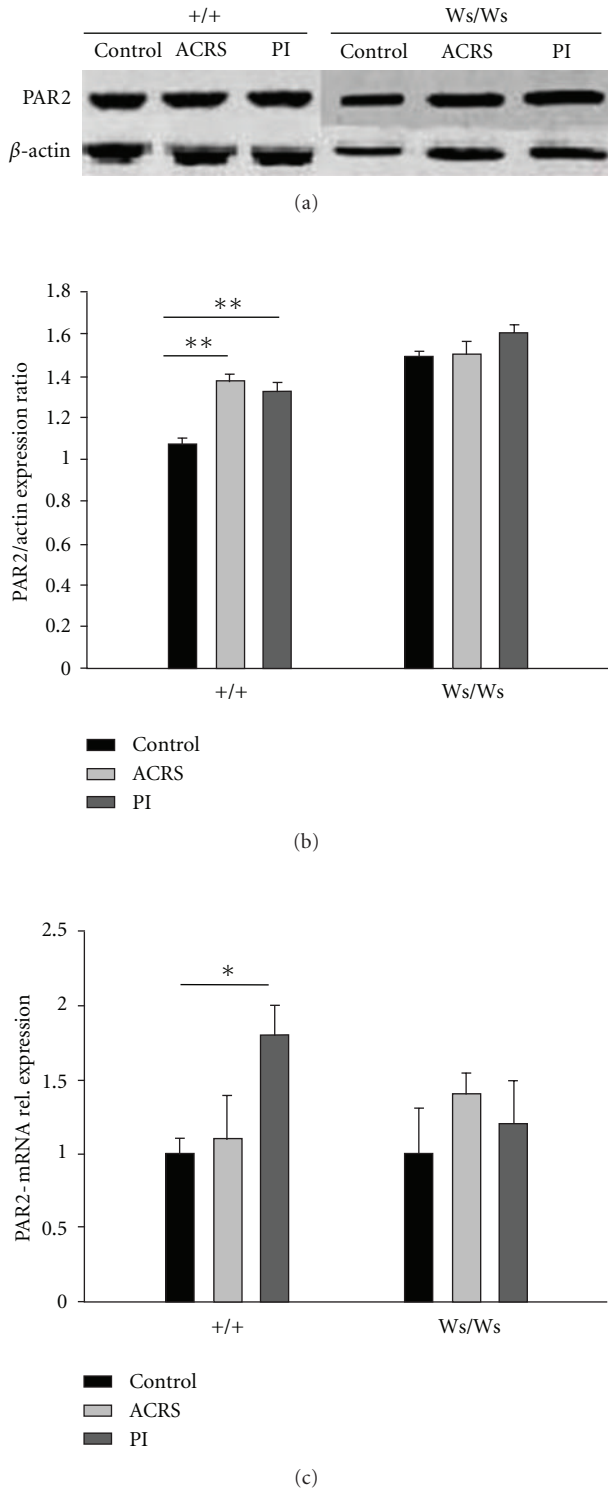 +/+ Ws/Ws
Control ACRS PI Control ACRS PI
PAR2
β-actin
(a)
1.8
1.6
1.4
1.2
1
0.8
0.6
0.4
0.2
0
PAR2/actin expression ratio
**
**
+/+ Ws/Ws
Control
ACRS
PI
(b)
2.5
2
1.5
1
0.5
0
PAR2-mRNA rel. expression
*
+/+ Ws/Ws
Control
ACRS
PI
(c)